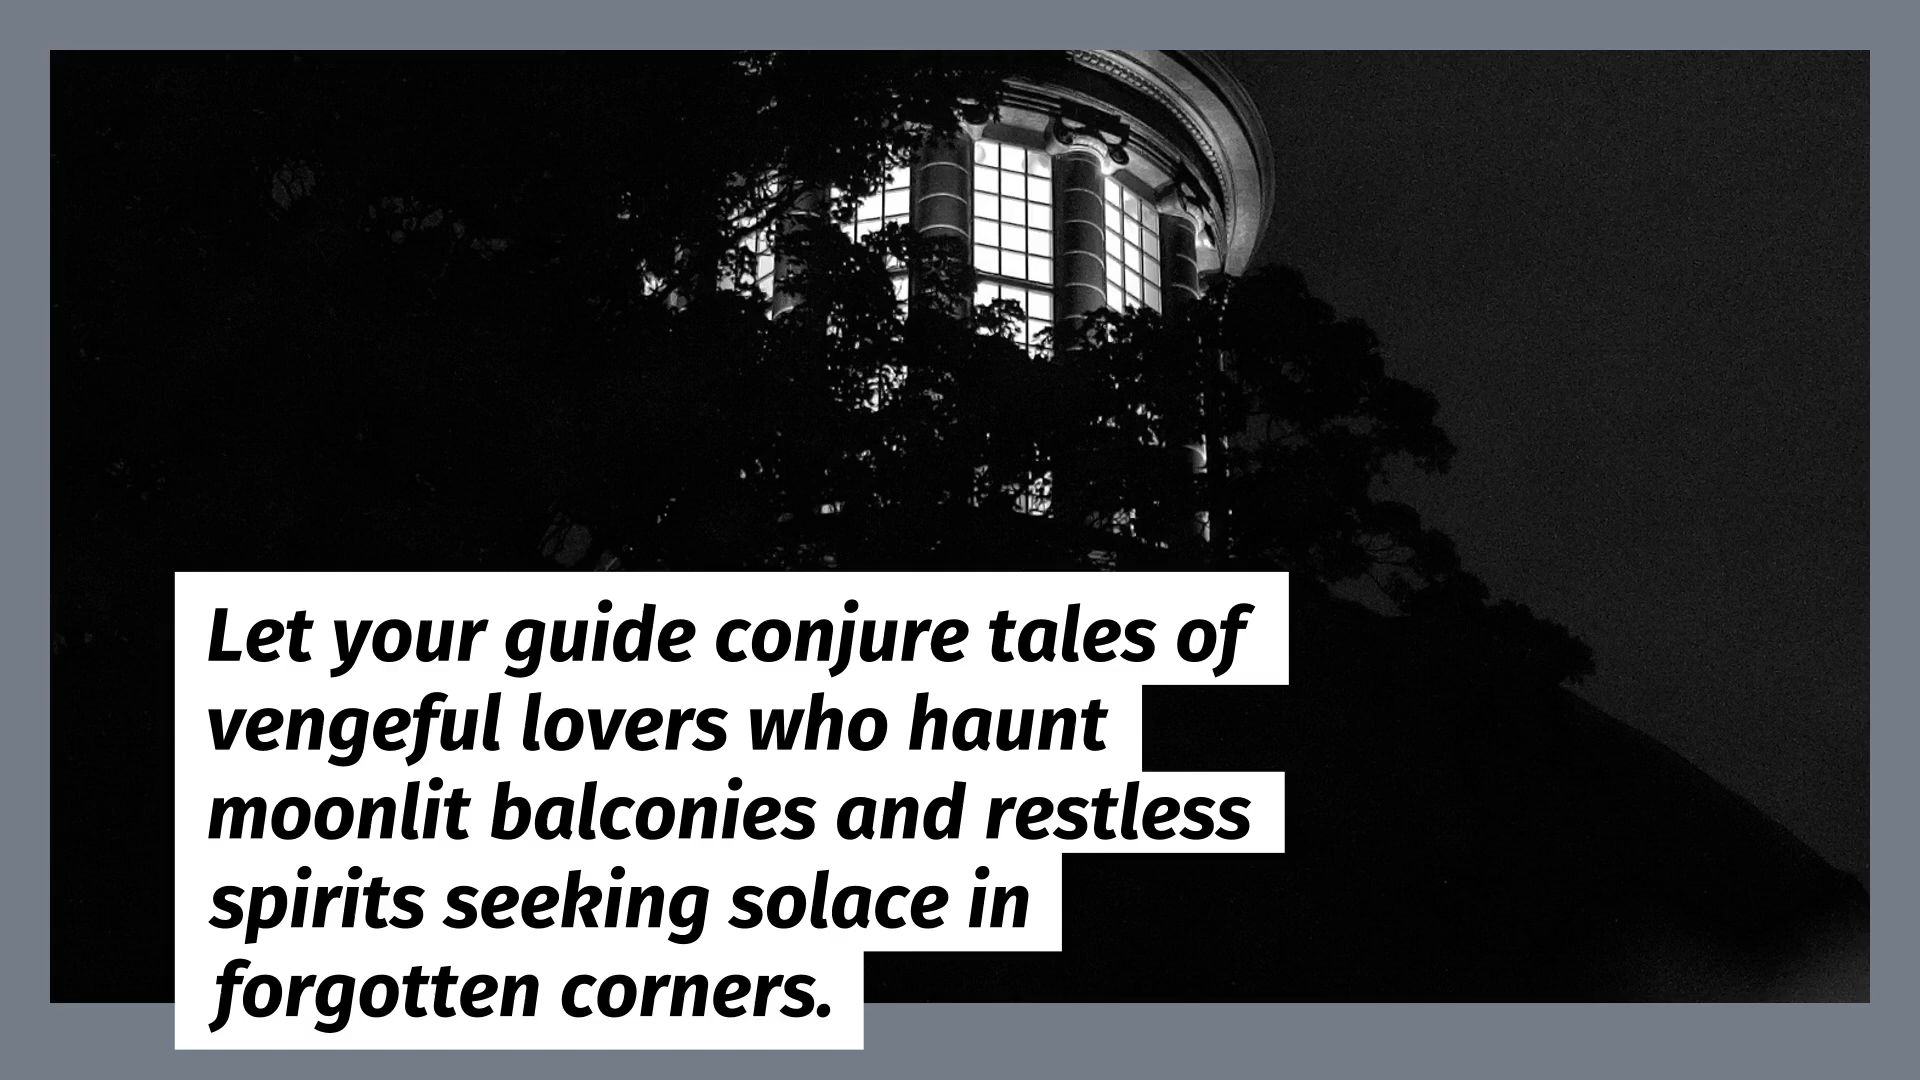 Let your guide conjure tales of
vengeful lovers who haunt
moonlit balconies and restless
spirits seeking solace in
forgotten corners.